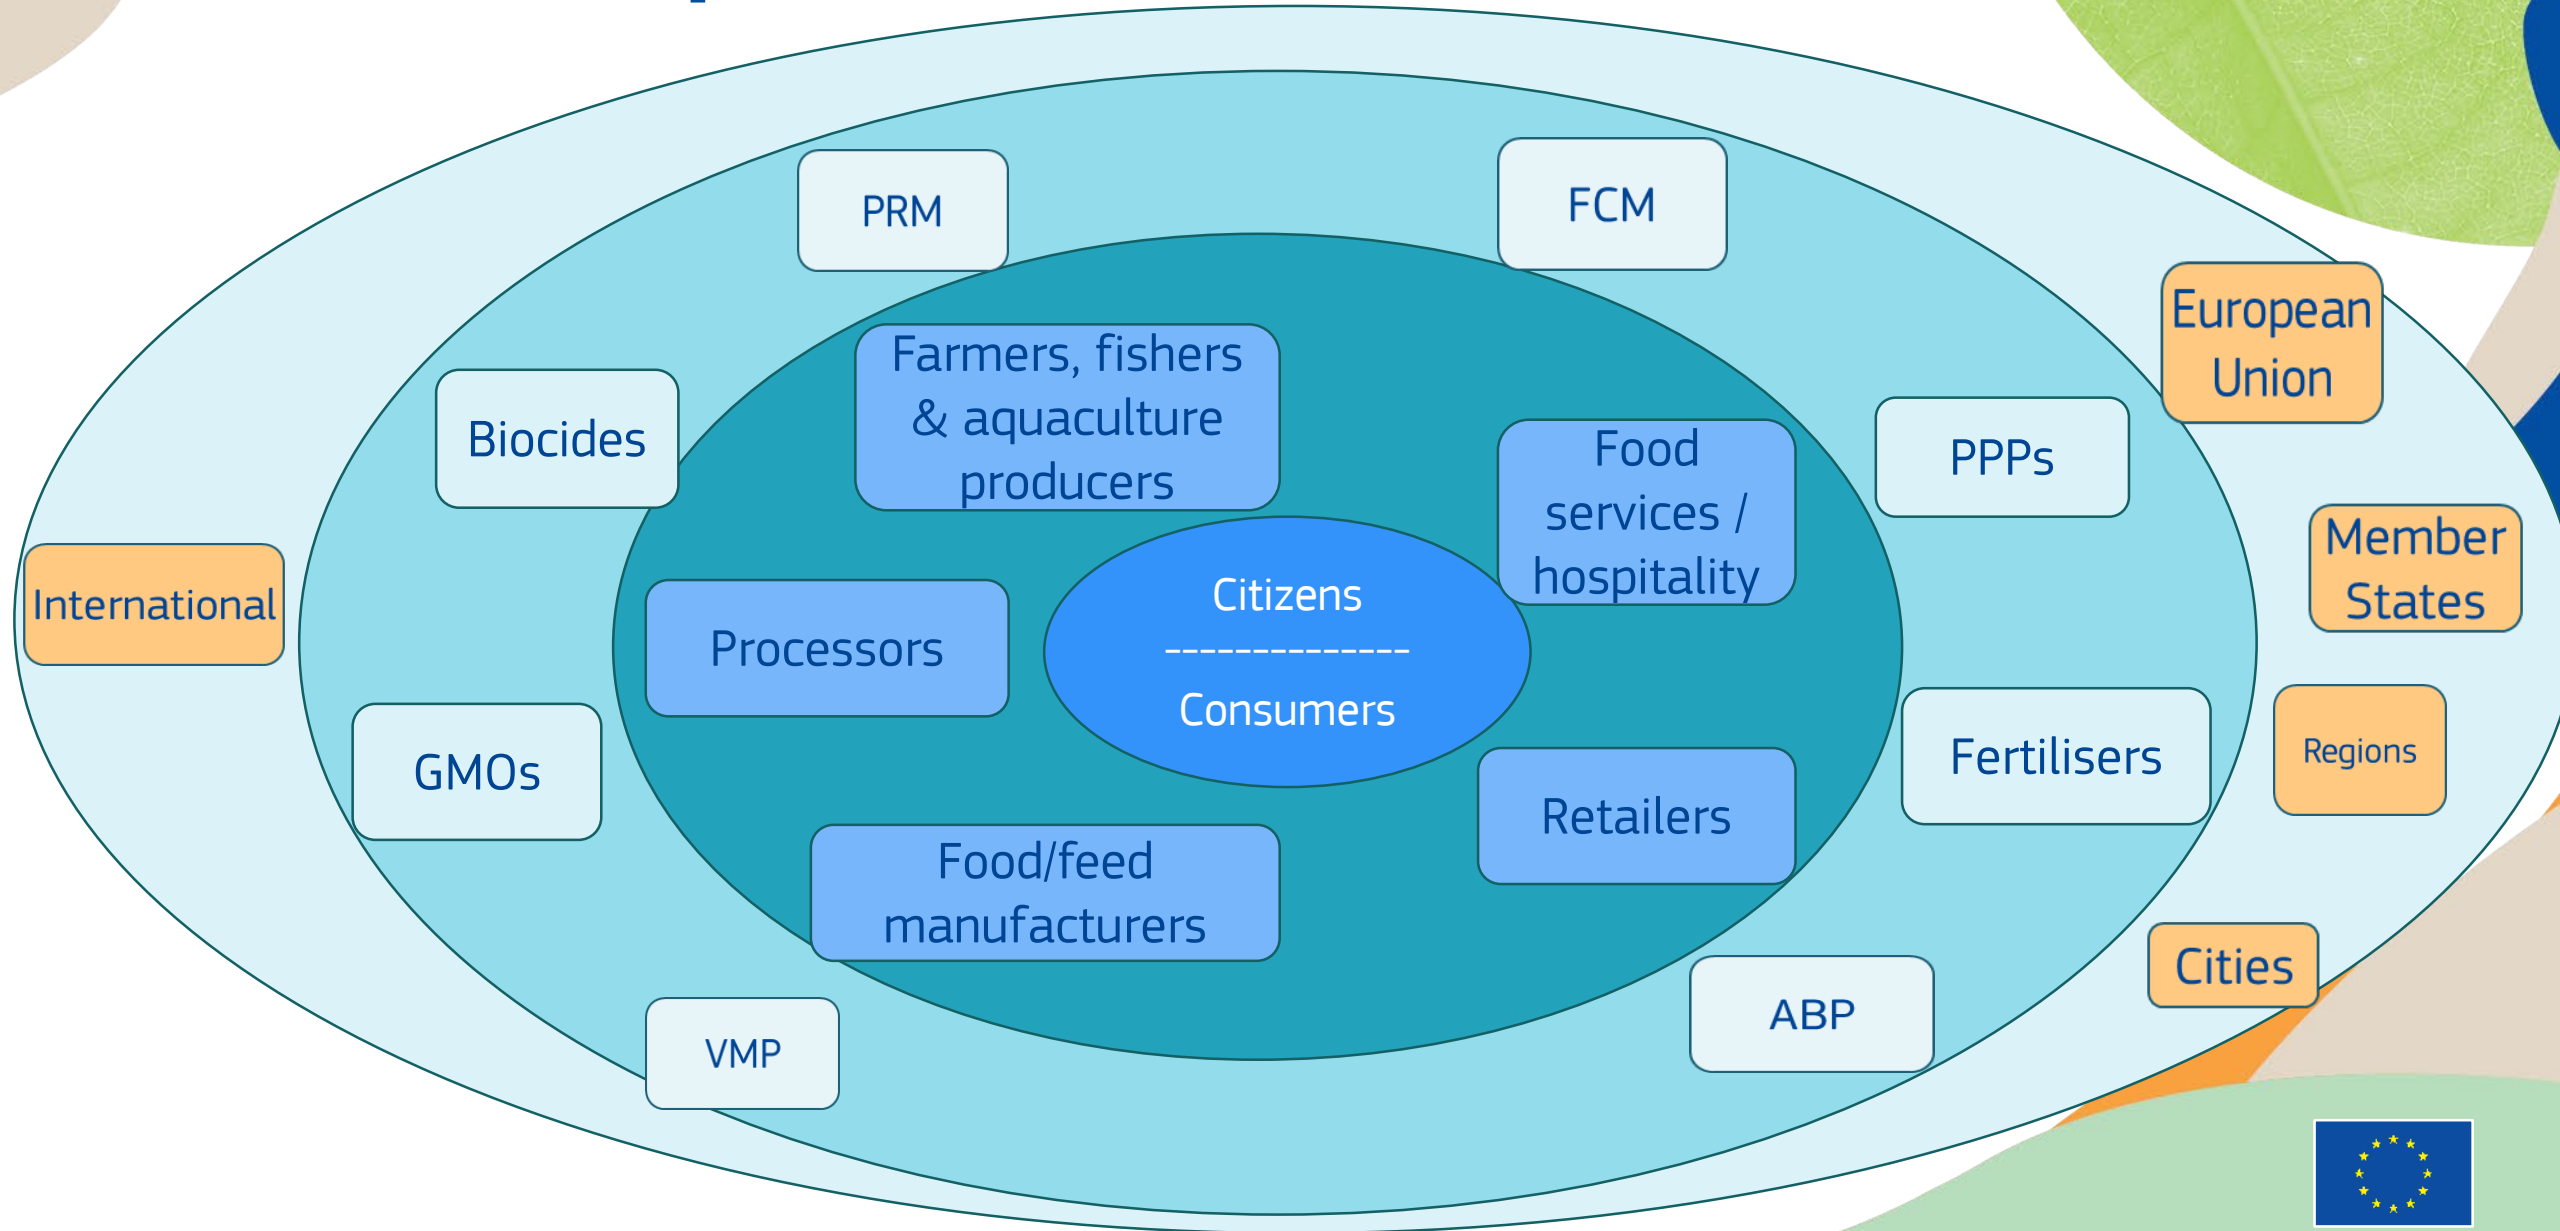 PRM
FCM
European
Union
Farmers, fishers
& aquaculture
producers
Biocides
Food
services /
hospitality
PPPs
Member
States
International
Citizens
--------------
Consumers
Processors
GMOs
Fertilisers
Regions
Retailers
Food/feed
manufacturers
Cities
ABP
VMP